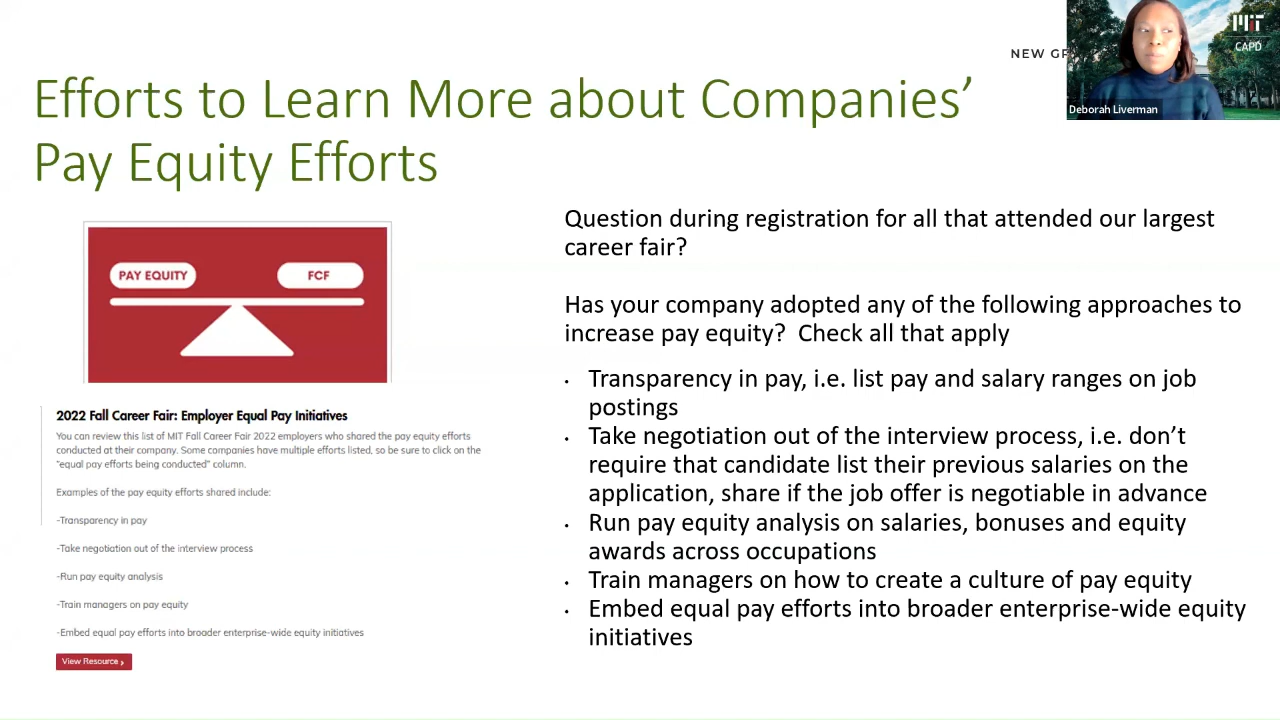 NEW
MIT
CAPD
Deborah Liverman
Efforts to Learn More about Companies’
Pay Equity Efforts
PAY EQUITY
FCF
2022 Fall Career Fair: Employer Equal Pay Initiatives
You can review this list of MIT Fall Career Fair 2022 employers who shared the pay equity efforts
conducted at their company. Some companies have multiple efforts listed, so be sure to click on the
"equal pay efforts being conducted" column.
Examples of the pay equity efforts shared include:
-Transparency in pay
-Take negotiation out of the interview process
-Run pay equity analysis
-Train managers on pay equity
-Embed equal pay efforts into broader enterprise-wide equity initiatives
View Resource ›
Question during registration for all that attended our largest
career fair?
Has your company adopted any of the following approaches to
increase pay equity?  Check all that apply
• Transparency in pay, i.e. list pay and salary ranges on job
postings
• Take negotiation out of the interview process, i.e. don’t
require that candidate list their previous salaries on the
application, share if the job offer is negotiable in advance
• Run pay equity analysis on salaries, bonuses and equity
awards across occupations
• Train managers on how to create a culture of pay equity
• Embed equal pay efforts into broader enterprise-wide equity
initiatives